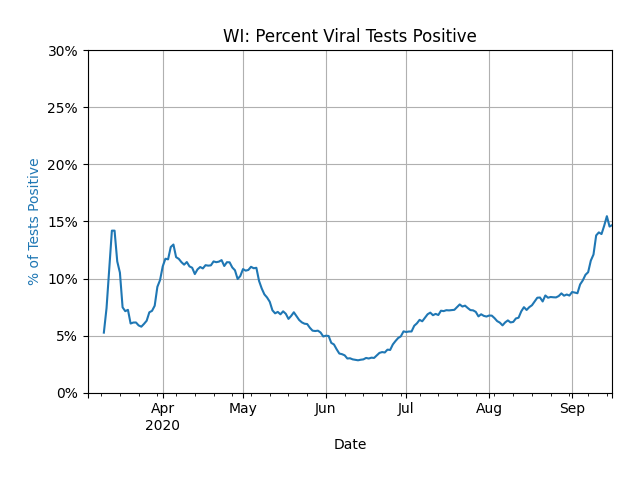 WI: Percent Viral Tests Positive
30%
25%
20%
15%
10%
5%
0%
% of Tests Positive
Apr May Jun Jul Aug Sep
2020
Date